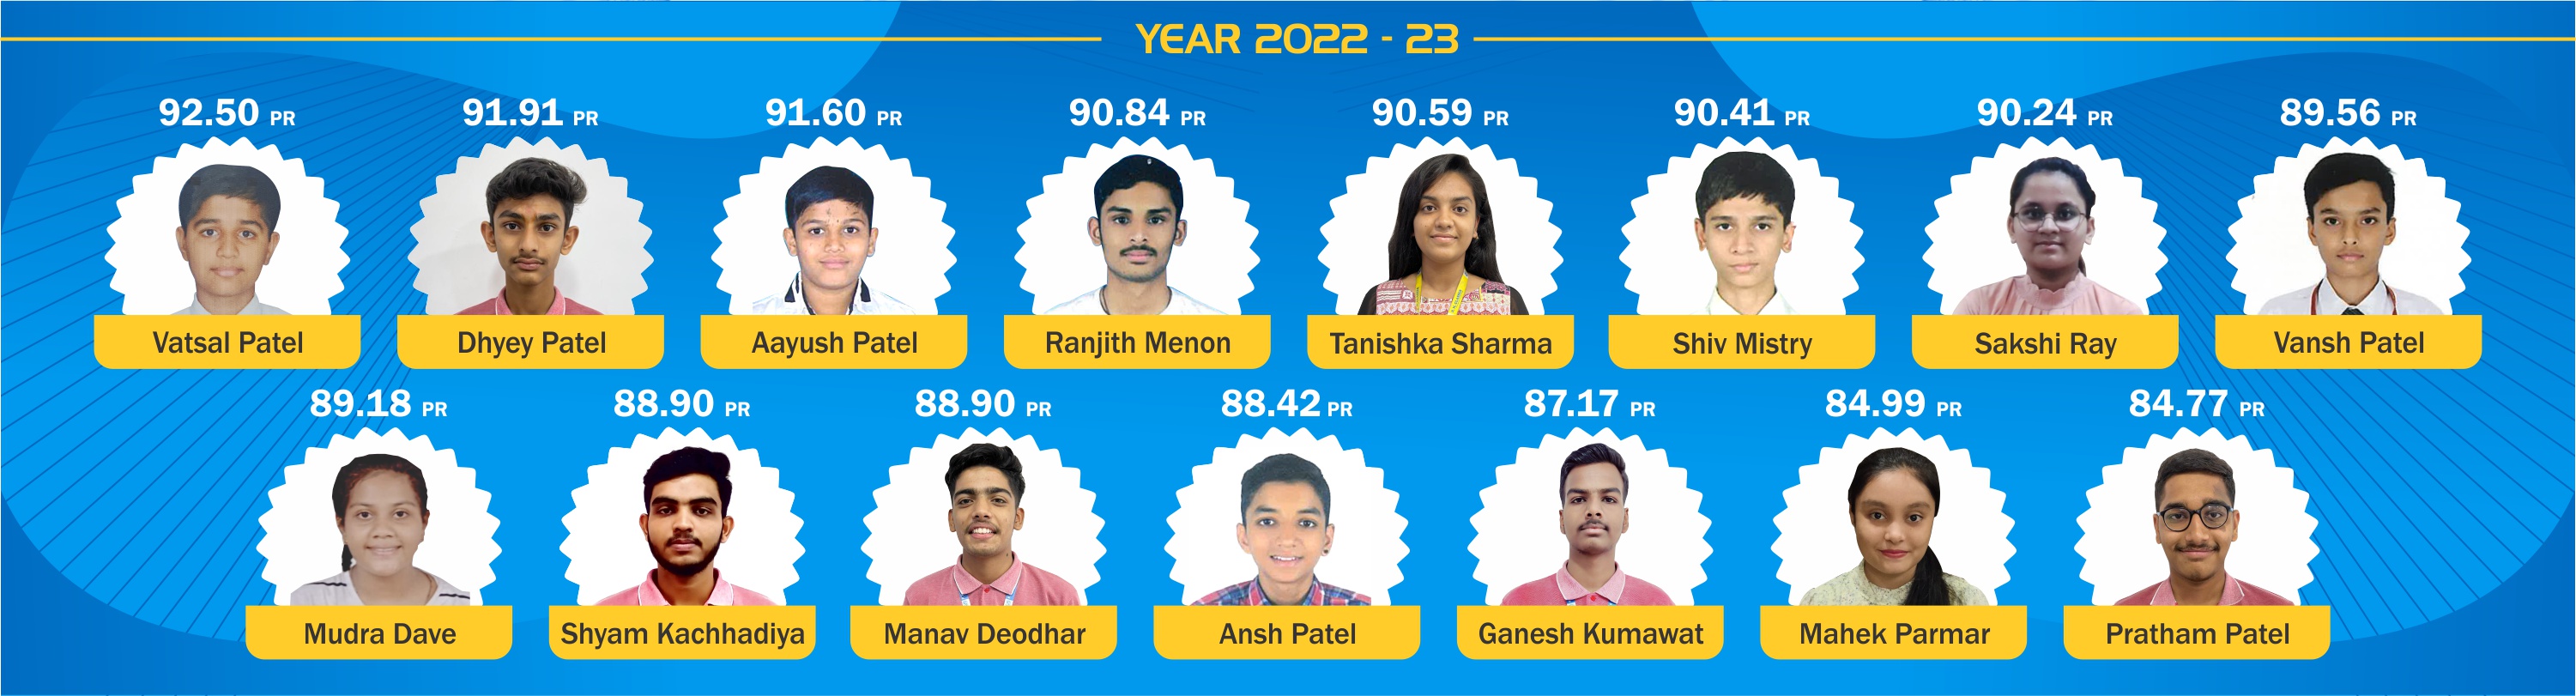 YEAR 2022 - 23
92.50 PR 91.91 PR 91.60 PR 90.84 PR 90.59 PR 90.41 PR 90.24 PR 89.56 PR
Vatsal Patel Dhyey Patel Aayush Patel Ranjith Menon Tanishka Sharma Shiv Mistry Sakshi Ray Vansh Patel
89.18 PR 88.90 PR 88.90 PR 88.42 PR 87.17 PR 84.99 PR 84.77 PR
Mudra Dave Shyam Kachhadiya Manav Deodhar Ansh Patel Ganesh Kumawat Mahek Parmar Pratham Patel